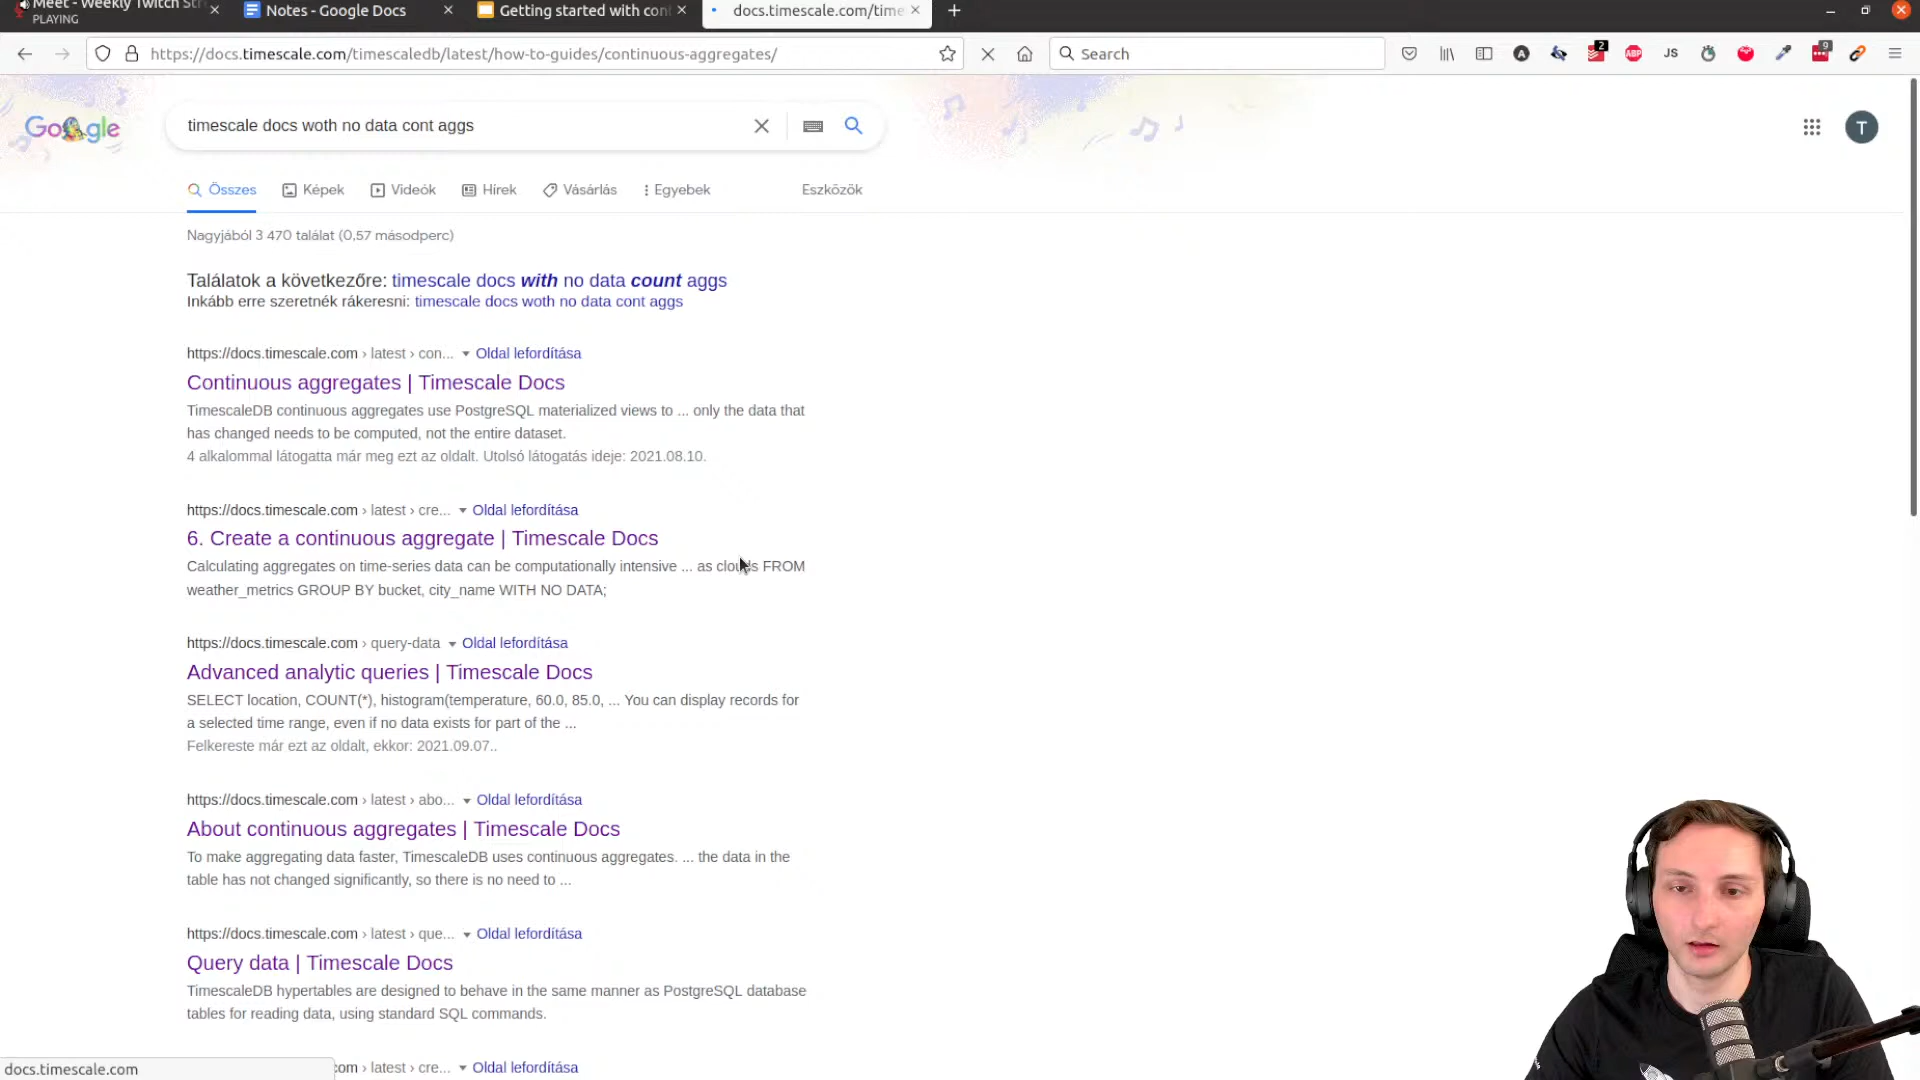 Meet - Weekly Twitch Str
PLAYING
Notes - Google Docs
Getting started with con
docs.timescale.com/time
https://docs.timescale.com/timescaledb/latest/how-to-guides/continuous-aggregates/
Search
2
A
ABP
JS
9
Google
timescale docs woth no data cont aggs
T
Összes
Képek
Videók
Hírek
Vásárlás
Egyebek
Eszközök
Nagyjából 3 470 találat (0,57 másodperc)
Találatok a következőre: timescale docs with no data count aggs
Inkább erre szeretnék rákeresni: timescale docs woth no data cont aggs
https://docs.timescale.com › latest › con... Oldal lefordítása
Continuous aggregates | Timescale Docs
TimescaleDB continuous aggregates use PostgreSQL materialized views to ... only the data that
has changed needs to be computed, not the entire dataset.
4 alkalommal látogatta már meg ezt az oldalt. Utolsó látogatás ideje: 2021.08.10.
https://docs.timescale.com › latest › cre... Oldal lefordítása
6. Create a continuous aggregate | Timescale Docs
Calculating aggregates on time-series data can be computationally intensive ... as clouds FROM
weather_metrics GROUP BY bucket, city_name WITH NO DATA;
https://docs.timescale.com › query-data Oldal lefordítása
Advanced analytic queries | Timescale Docs
SELECT location, COUNT(*), histogram(temperature, 60.0, 85.0, ... You can display records for
a selected time range, even if no data exists for part of the ...
Felkereste már ezt az oldalt, ekkor: 2021.09.07..
https://docs.timescale.com › latest › abo... Oldal lefordítása
About continuous aggregates | Timescale Docs
To make aggregating data faster, TimescaleDB uses continuous aggregates. ... the data in the
table has not changed significantly, so there is no need to ...
https://docs.timescale.com › latest › que... Oldal lefordítása
Query data | Timescale Docs
TimescaleDB hypertables are designed to behave in the same manner as PostgreSQL database
tables for reading data, using standard SQL commands.
docs.timescale.com
com › latest › cre... Oldal lefordítása